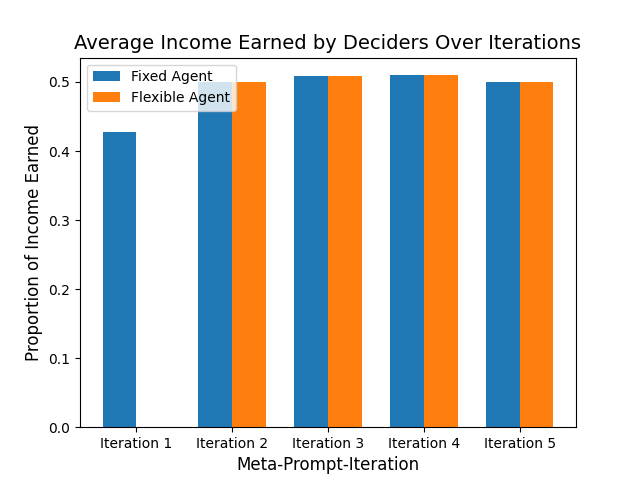 Average Income Earned by Deciders Over Iterations
Fixed Agent
Flexible Agent
0.5
0.4
0.3
0.2
0.1
0.0
Proportion of Income Earned
Iteration 1
Iteration 2
Iteration 3
Iteration 4
Iteration 5
Meta-Prompt-Iteration